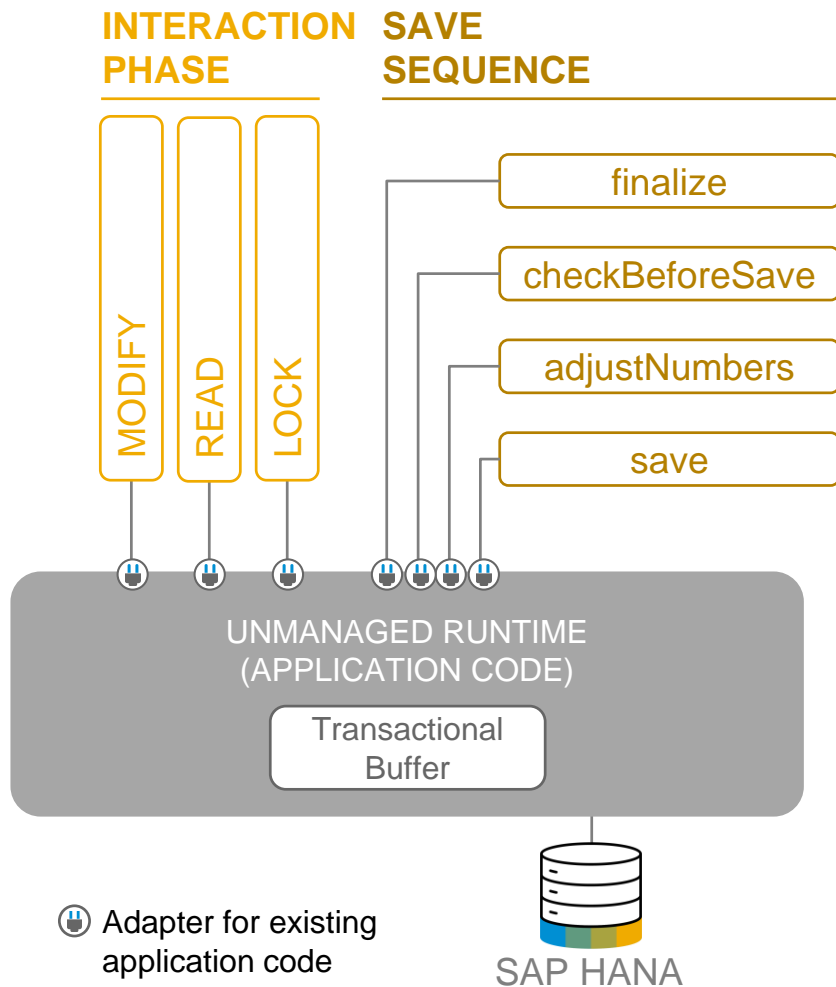 INTERACTION
PHASE
SAVE
SEQUENCE
MODIFY
READ
LOCK
finalize
checkBeforeSave
adjustNumbers
save
UNMANAGED RUNTIME
(APPLICATION CODE)
Transactional
Buffer
Adapter for existing
application code
SAP HANA